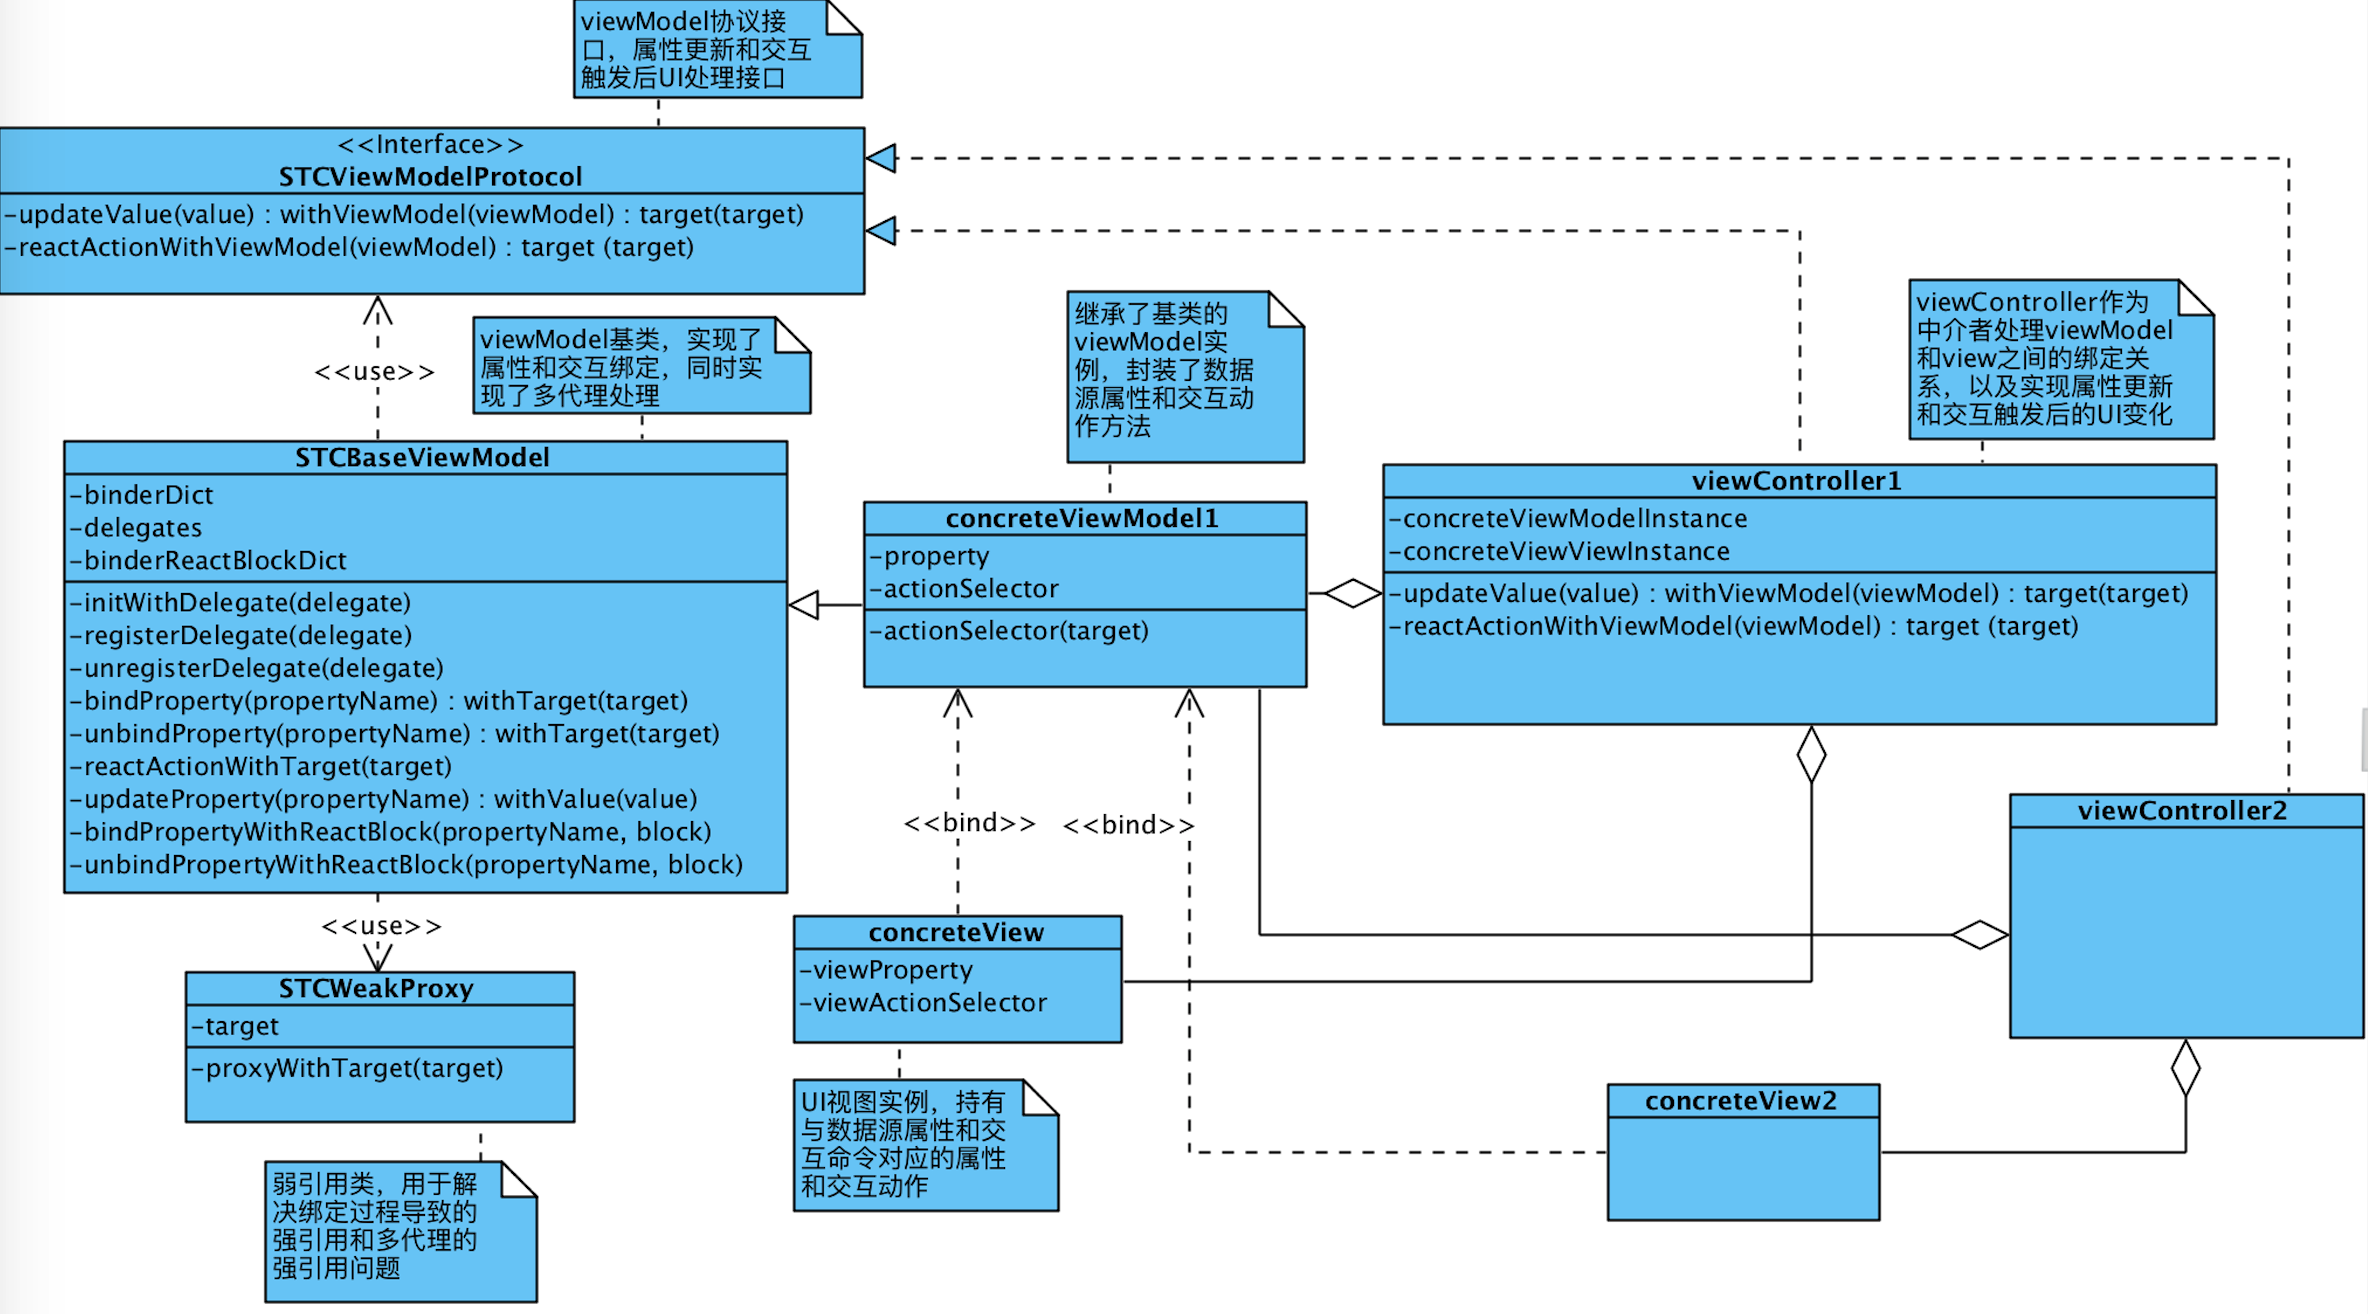 viewModel协议接
口，属性更新和交互
触发后UI处理接口
<<Interface>>
STCViewModelProtocol
-updateValue(value) : withViewModel(viewModel) : target(target)
-reactActionWithViewModel(viewModel) : target (target)
<<use>>
viewModel基类，实现了
属性和交互绑定，同时实
现了多代理处理
继承了基类的
viewModel实
例，封装了数据
源属性和交互动
作方法
viewController作为
中介者处理viewModel
和view之间的绑定关
系，以及实现属性更新
和交互触发后的UI变化
STCBaseViewModel
-binderDict
-delegates
-binderReactBlockDict
-initWithDelegate(delegate)
-registerDelegate(delegate)
-unregisterDelegate(delegate)
-bindProperty(propertyName) : withTarget(target)
-unbindProperty(propertyName) : withTarget(target)
-reactActionWithTarget(target)
-updateProperty(propertyName) : withValue(value)
-bindPropertyWithReactBlock(propertyName, block)
-unbindPropertyWithReactBlock(propertyName, block)
concreteViewModel1
-property
-actionSelector
-actionSelector(target)
viewController1
-concreteViewModelInstance
-concreteViewViewInstance
-updateValue(value) : withViewModel(viewModel) : target(target)
-reactActionWithViewModel(viewModel) : target (target)
<<bind>>
<<bind>>
viewController2
<<use>>
STCWeakProxy
-target
-proxyWithTarget(target)
弱引用类，用于解
决绑定过程导致的
强引用和多代理的
强引用问题
concreteView
-viewProperty
-viewActionSelector
UI视图实例，持有
与数据源属性和交
互命令对应的属性
和交互动作
concreteView2